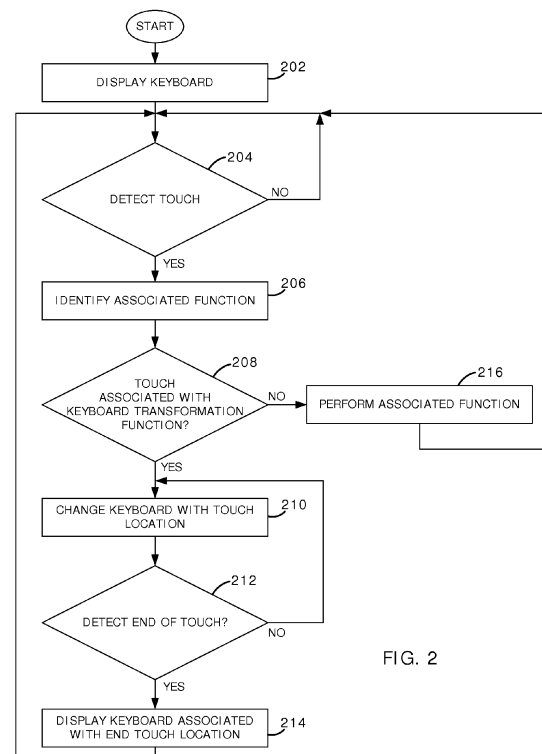 START
DISPLAY KEYBOARD
202
DETECT TOUCH
204
NO
YES
IDENTIFY ASSOCIATED FUNCTION
206
TOUCH
ASSOCIATED WITH
KEYBOARD TRANSFORMATION
FUNCTION?
208
NO
PERFORM ASSOCIATED FUNCTION
216
YES
CHANGE KEYBOARD WITH TOUCH
LOCATION
210
DETECT END OF TOUCH?
212
NO
YES
FIG. 2
DISPLAY KEYBOARD ASSOCIATED
WITH END TOUCH LOCATION
214